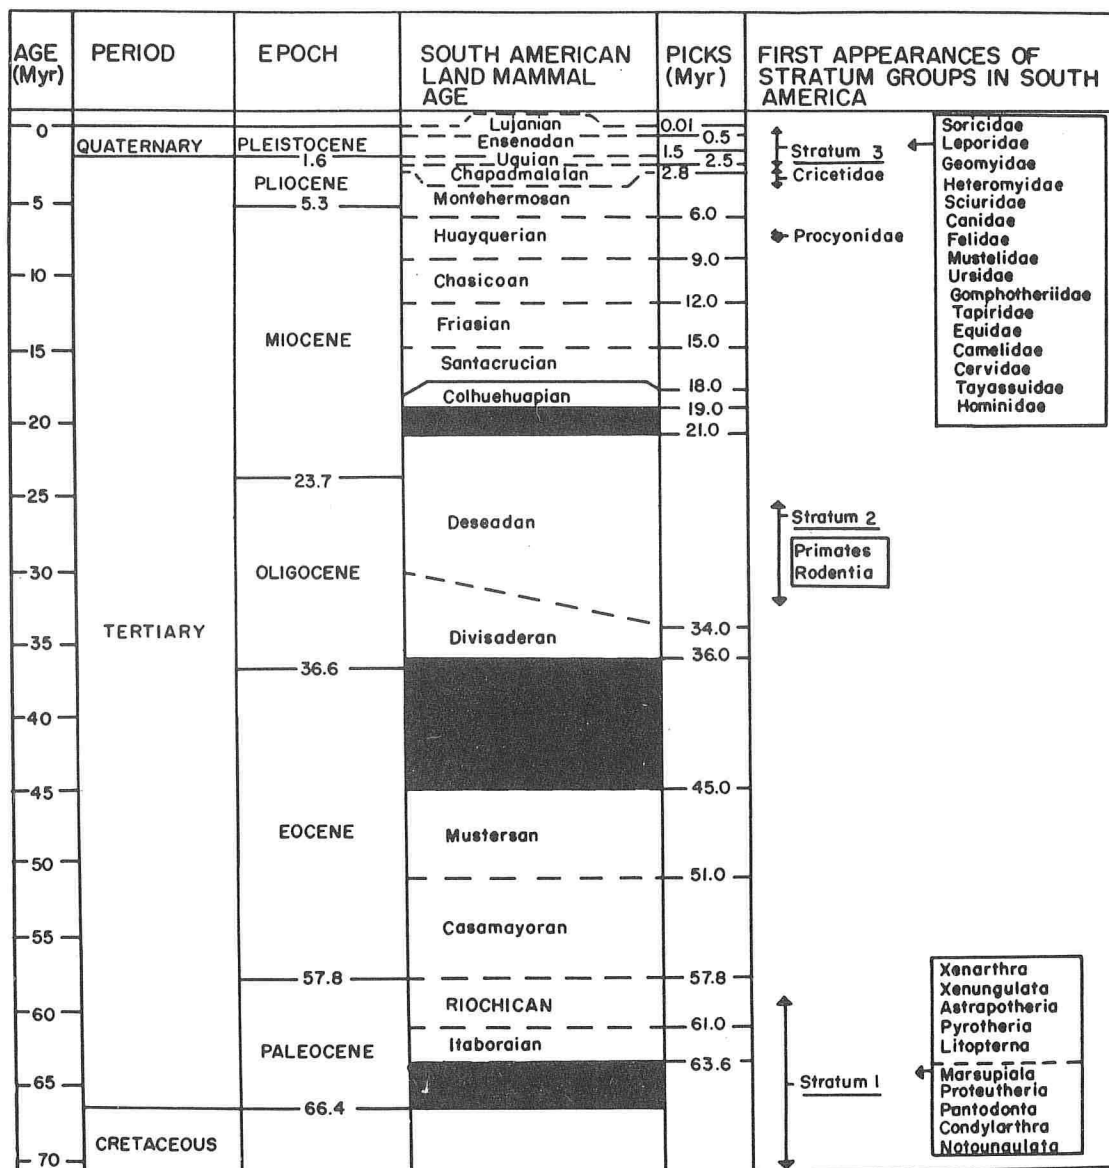 AGE (Myr)
PERIOD
EPOCH
SOUTH AMERICAN LAND MAMMAL AGE
PICKS (Myr)
FIRST APPEARANCES OF STRATUM GROUPS IN SOUTH AMERICA
0
5
10
15
20
25
30
35
40
45
50
55
60
65
70
QUATERNARY
TERTIARY
CRETACEOUS
PLEISTOCENE
1.6
PLIOCENE
5.3
MIOCENE
23.7
OLIGOCENE
36.6
EOCENE
57.8
PALEOCENE
66.4
Lujanian
Ensenadan
Uquian
Chapadmalalan
Montehermosan
Huayquerian
Chasicoan
Friasian
Santacrucian
Colhuehuapian
Deseadan
Divisaderan
Mustersan
Casamayoran
RIOCHICAN
Itaboraian
0.01
0.5
1.5
2.5
2.8
6.0
9.0
12.0
15.0
18.0
19.0
21.0
34.0
36.0
45.0
51.0
57.8
61.0
63.6
Stratum 3
Cricetidae
Procyonidae
Soricidae
Leporidae
Geomyidae
Heteromyidae
Sciuridae
Canidae
Felidae
Mustelidae
Ursidae
Gomphotheriidae
Tapiridae
Equidae
Camelidae
Cervidae
Tayassuidae
Hominidae
Stratum 2
Primates
Rodentia
Stratum 1
Xenarthra
Xenungulata
Astrapotheria
Pyrotheria
Litopterna
Marsupiala
Proteutheria
Pantodonta
Condylarthra
Notounaulata